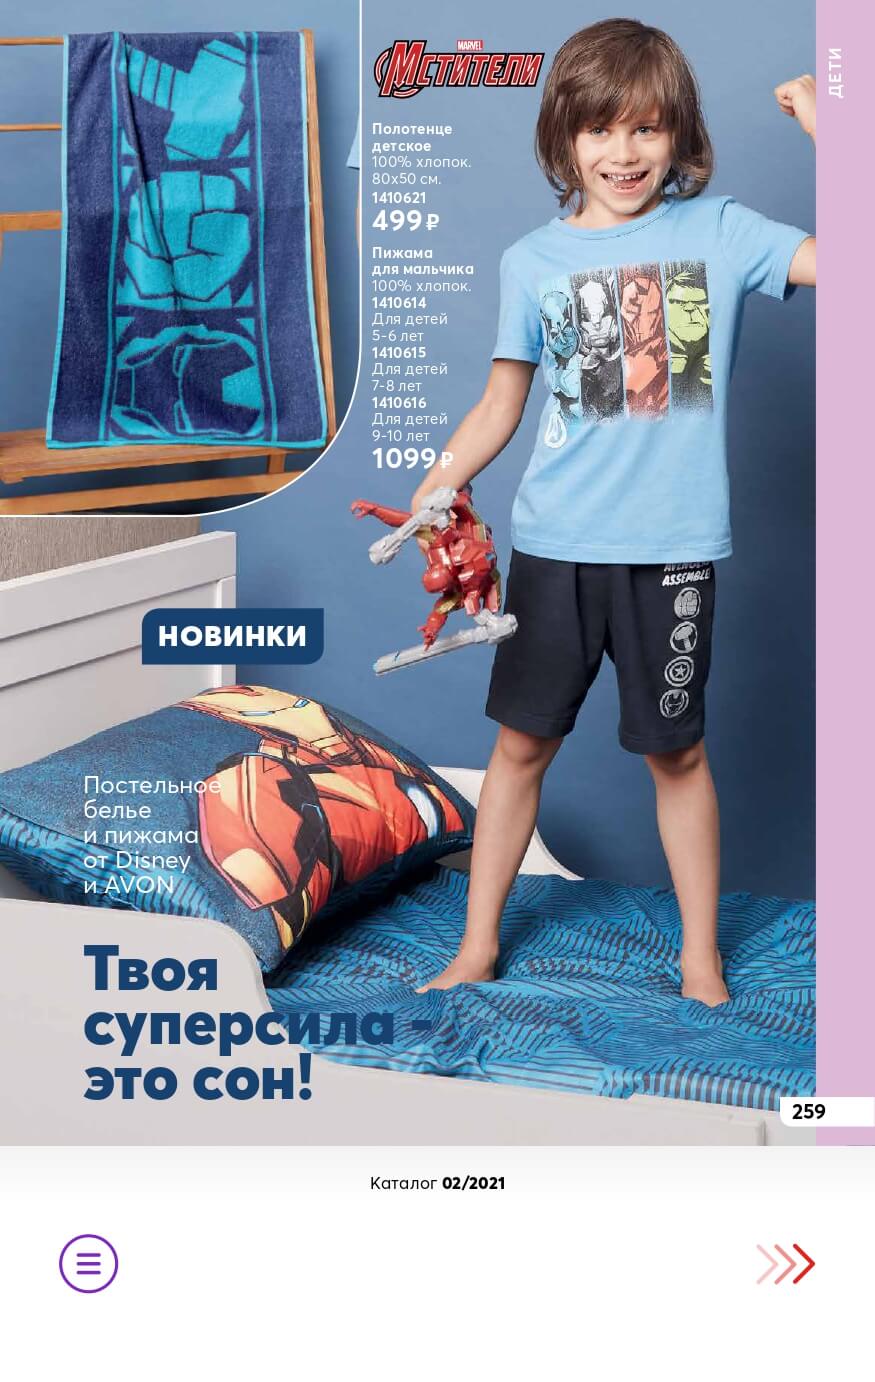 ДЕТИ
MARVEL
МСТИТЕЛИ
Полотенце
детское
100% хлопок.
80х50 см.
1410621
499 ₽
Пижама
для мальчика
100% хлопок.
1410614
Для детей
5-6 лет
1410615
Для детей
7-8 лет
1410616
Для детей
9-10 лет
1099 ₽
AVENGERS
ASSEMBLE!
НОВИНКИ
Постельное
белье
и пижама
от Disney
и AVON
Твоя
суперсила -
это сон!
259
Каталог 02/2021